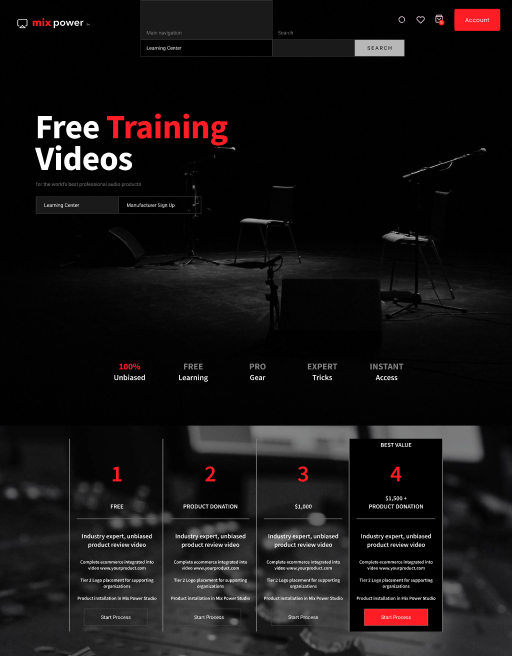 mix power
Main navigation
Search
Learning Center
SEARCH
Account
Free Training
Videos
for the world's best professional audio products
Learning Center
Manufacturer Sign Up
100%
Unbiased
FREE
Learning
PRO
Gear
EXPERT
Tricks
INSTANT
Access
1
FREE
Industry expert, unbiased
product review video
Complete ecommerce integrated into
video www.yourproduct.com
Tier 2 Logo placement for supporting
organizations
Product Installation in Mix Power Studio
Start Process
2
PRODUCT DONATION
Industry expert, unbiased
product review video
Complete ecommerce integrated into
video www.yourproduct.com
Tier 2 Logo placement for supporting
organizations
Product Installation in Mix Power Studio
Start Process
3
$1,000
Industry expert, unbiased
product review video
Complete ecommerce integrated into
video www.yourproduct.com
Tier 2 Logo placement for supporting
organizations
Product Installation in Mix Power Studio
Start Process
BEST VALUE
4
$1,500 +
PRODUCT DONATION
Industry expert, unbiased
product review video
Complete ecommerce integrated into
video www.yourproduct.com
Tier 2 Logo placement for supporting
organizations
Product Installation in Mix Power Studio
Start Process